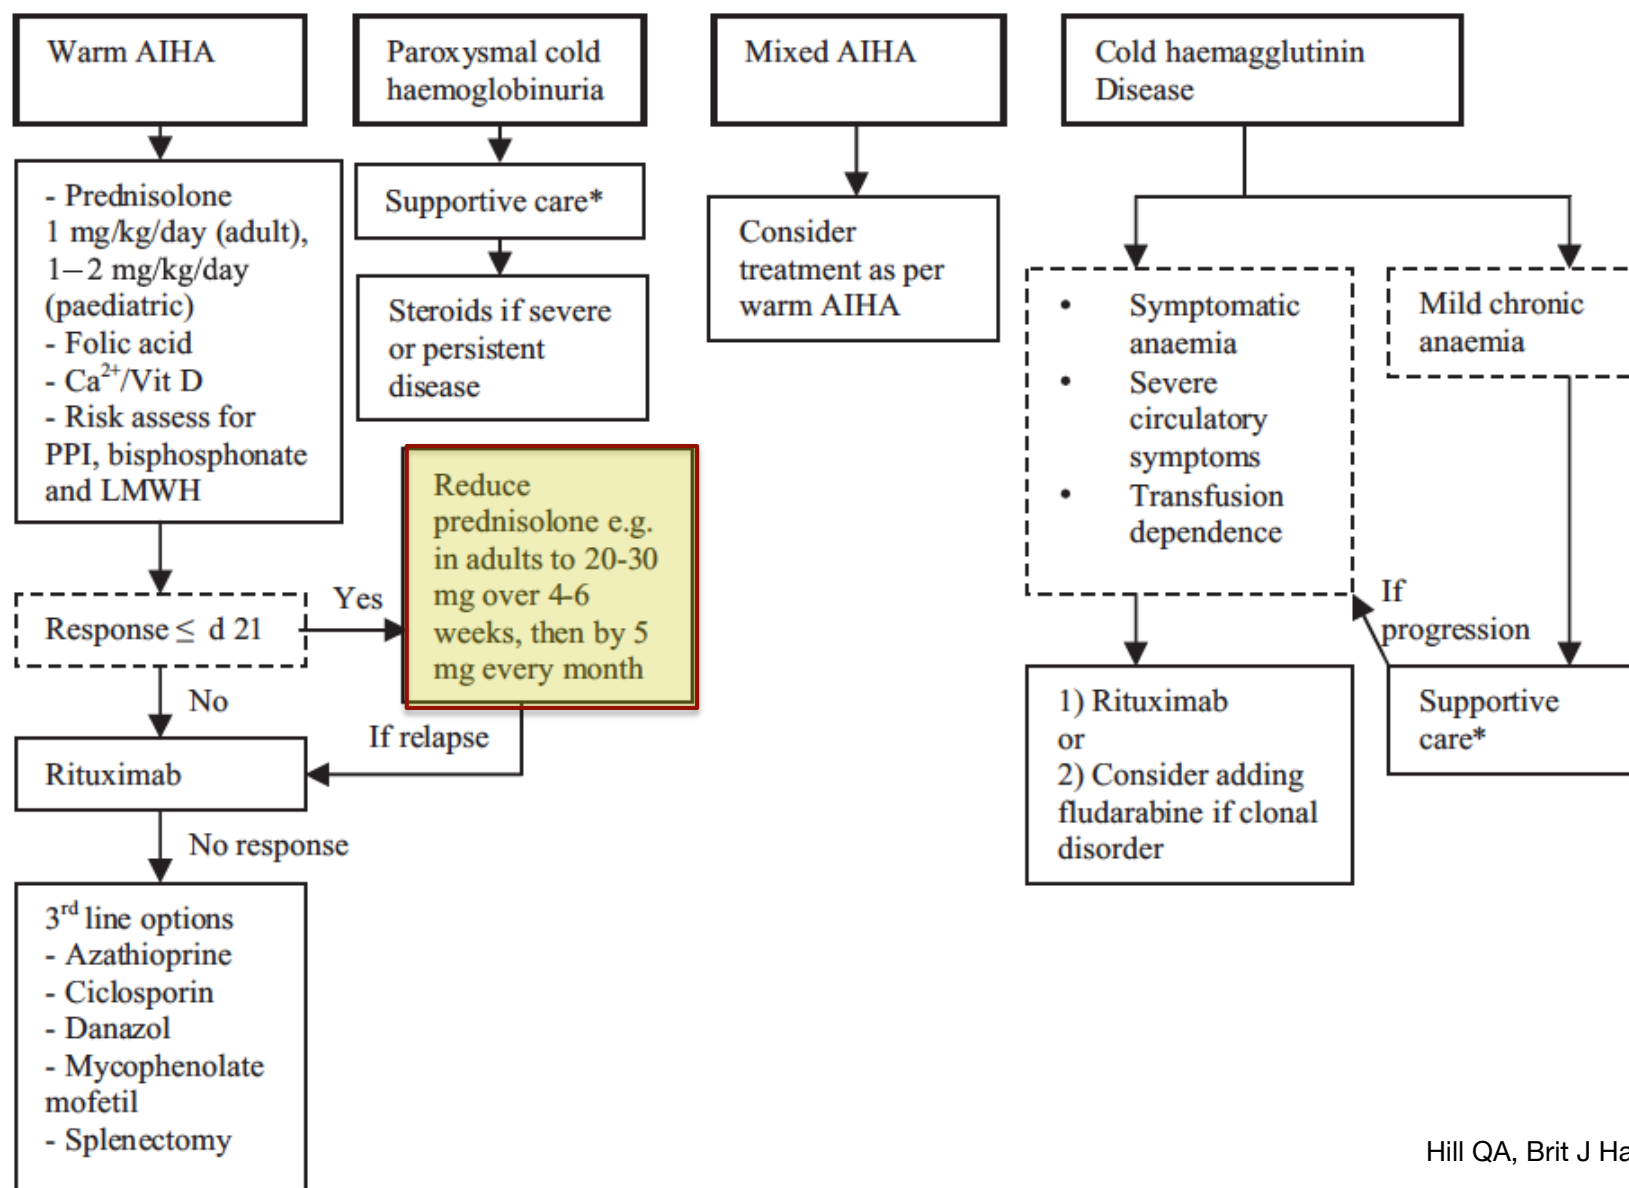 Warm AIHA
- Prednisolone
1 mg/kg/day (adult),
1–2 mg/kg/day
(paediatric)
- Folic acid
- Ca²⁺/Vit D
- Risk assess for
PPI, bisphosphonate
and LMWH
Response ≤ d 21
Yes
No
Reduce
prednisolone e.g.
in adults to 20-30
mg over 4-6
weeks, then by 5
mg every month
If relapse
Rituximab
No response
3rd line options
- Azathioprine
- Ciclosporin
- Danazol
- Mycophenolate
mofetil
- Splenectomy
Paroxysmal cold
haemoglobinuria
Supportive care*
Steroids if severe
or persistent
disease
Mixed AIHA
Consider
treatment as per
warm AIHA
Cold haemagglutinin
Disease
• Symptomatic
anaemia
• Severe
circulatory
symptoms
• Transfusion
dependence
1) Rituximab
or
2) Consider adding
fludarabine if clonal
disorder
Mild chronic
anaemia
If
progression
Supportive
care*
Hill QA, Brit J Ha